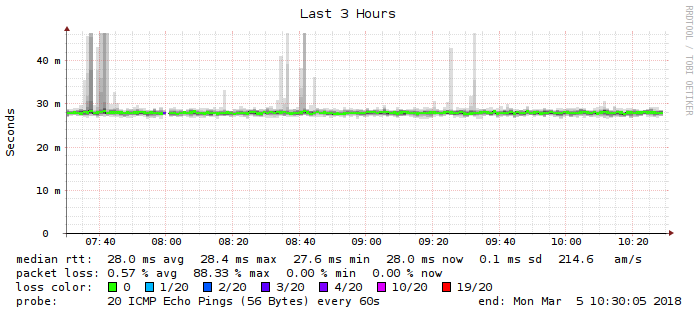 Last 3 Hours
RRDTOOL / TOBI OETIKER
Seconds
40 m
30 m
20 m
10 m
0
07:40 08:00 08:20 08:40 09:00 09:20 09:40 10:00 10:20
median rtt: 28.0 ms avg 28.4 ms max 27.6 ms min 28.0 ms now 0.1 ms sd 214.6 am/s
packet loss: 0.57 % avg 88.33 % max 0.00 % min 0.00 % now
loss color: 0 1/20 2/20 3/20 4/20 10/20 19/20
probe: 20 ICMP Echo Pings (56 Bytes) every 60s end: Mon Mar 5 10:30:05 2018